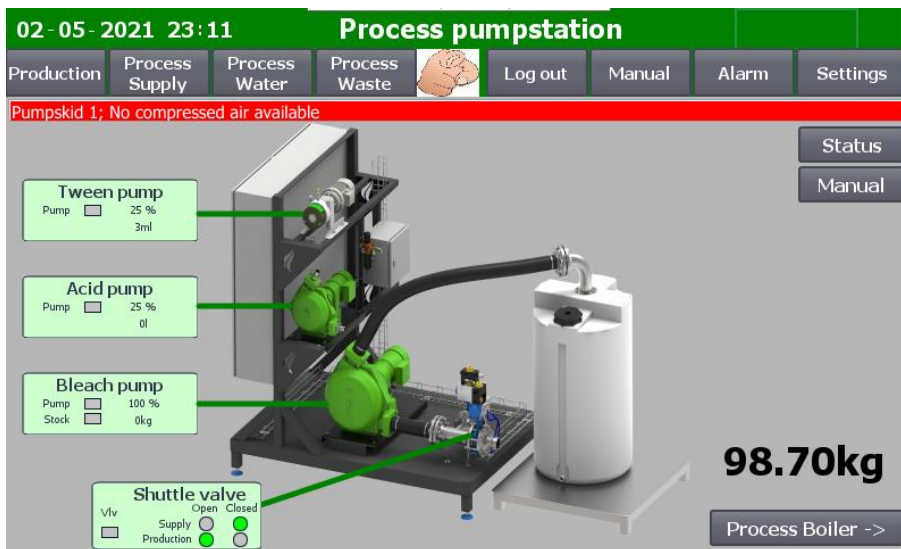 02-05-2021 23:11 Process pumpstation
Production Process Supply Process Water Process Waste Log out Manual Alarm Settings
Pumpskid 1; No compressed air available
Status
Manual
Tween pump
Pump 25 %
3ml
Acid pump
Pump 25 %
0l
Bleach pump
Pump 100 %
Stock 0kg
98.70kg
Shuttle valve
Vlv Open Closed
Supply
Production
Process Boiler ->